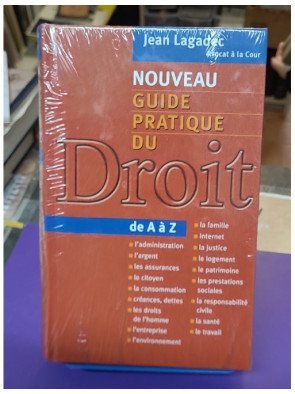 Jean Lagadec
Avocat à la Cour
NOUVEAU
GUIDE
PRATIQUE
DU
Droit
de A à Z
l'administration
l'argent
les assurances
le citoyen
la consommation
créances, dettes
les droits
de l'homme
l'entreprise
l'environnement
la famille
internet
la justice
le logement
le patrimoine
les prestations
sociales
la responsabilité
civile
la santé
le travail